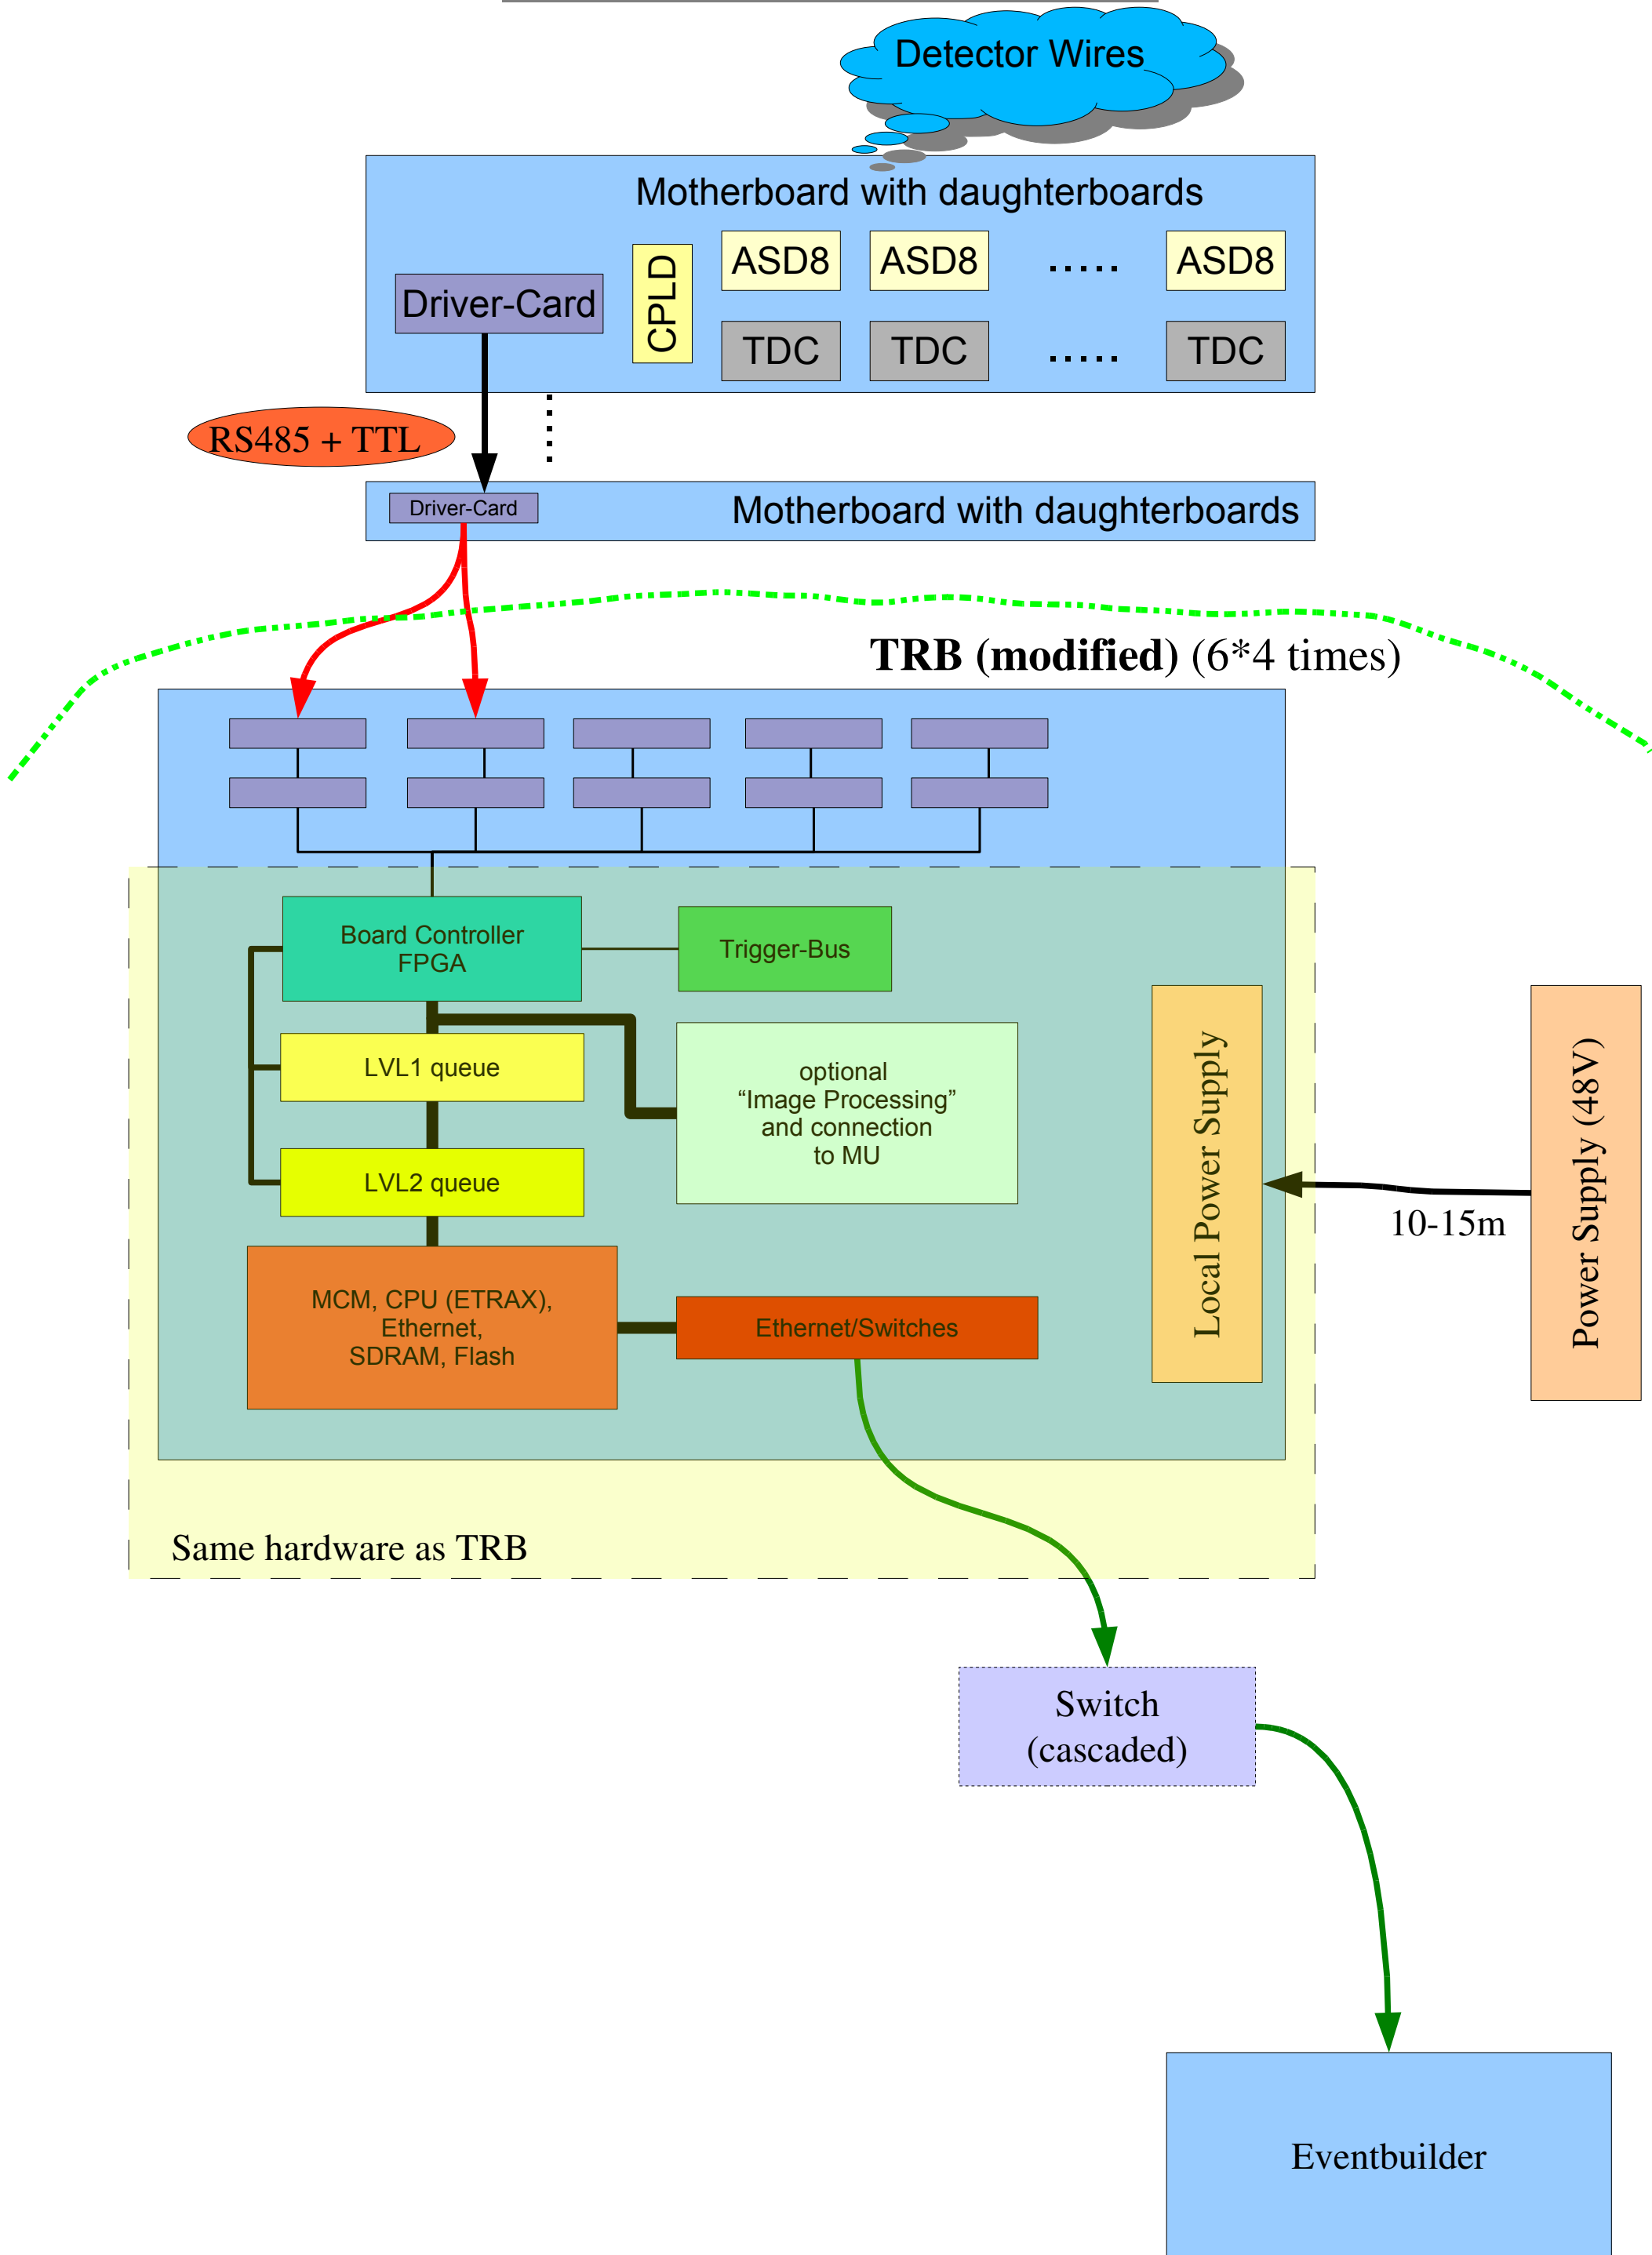 Detector Wires
Motherboard with daughterboards
ASD8 ASD8 ..... ASD8
Driver-Card
CPLD
TDC TDC ..... TDC
RS485 + TTL
Driver-Card
Motherboard with daughterboards
TRB (modified) (6*4 times)
Board Controller
FPGA
Trigger-Bus
LVL1 queue
optional
“Image Processing”
and connection
to MU
LVL2 queue
Local Power Supply
Power Supply (48V)
10-15m
MCM, CPU (ETRAX),
Ethernet,
SDRAM, Flash
Ethernet/Switches
Same hardware as TRB
Switch
(cascaded)
Eventbuilder